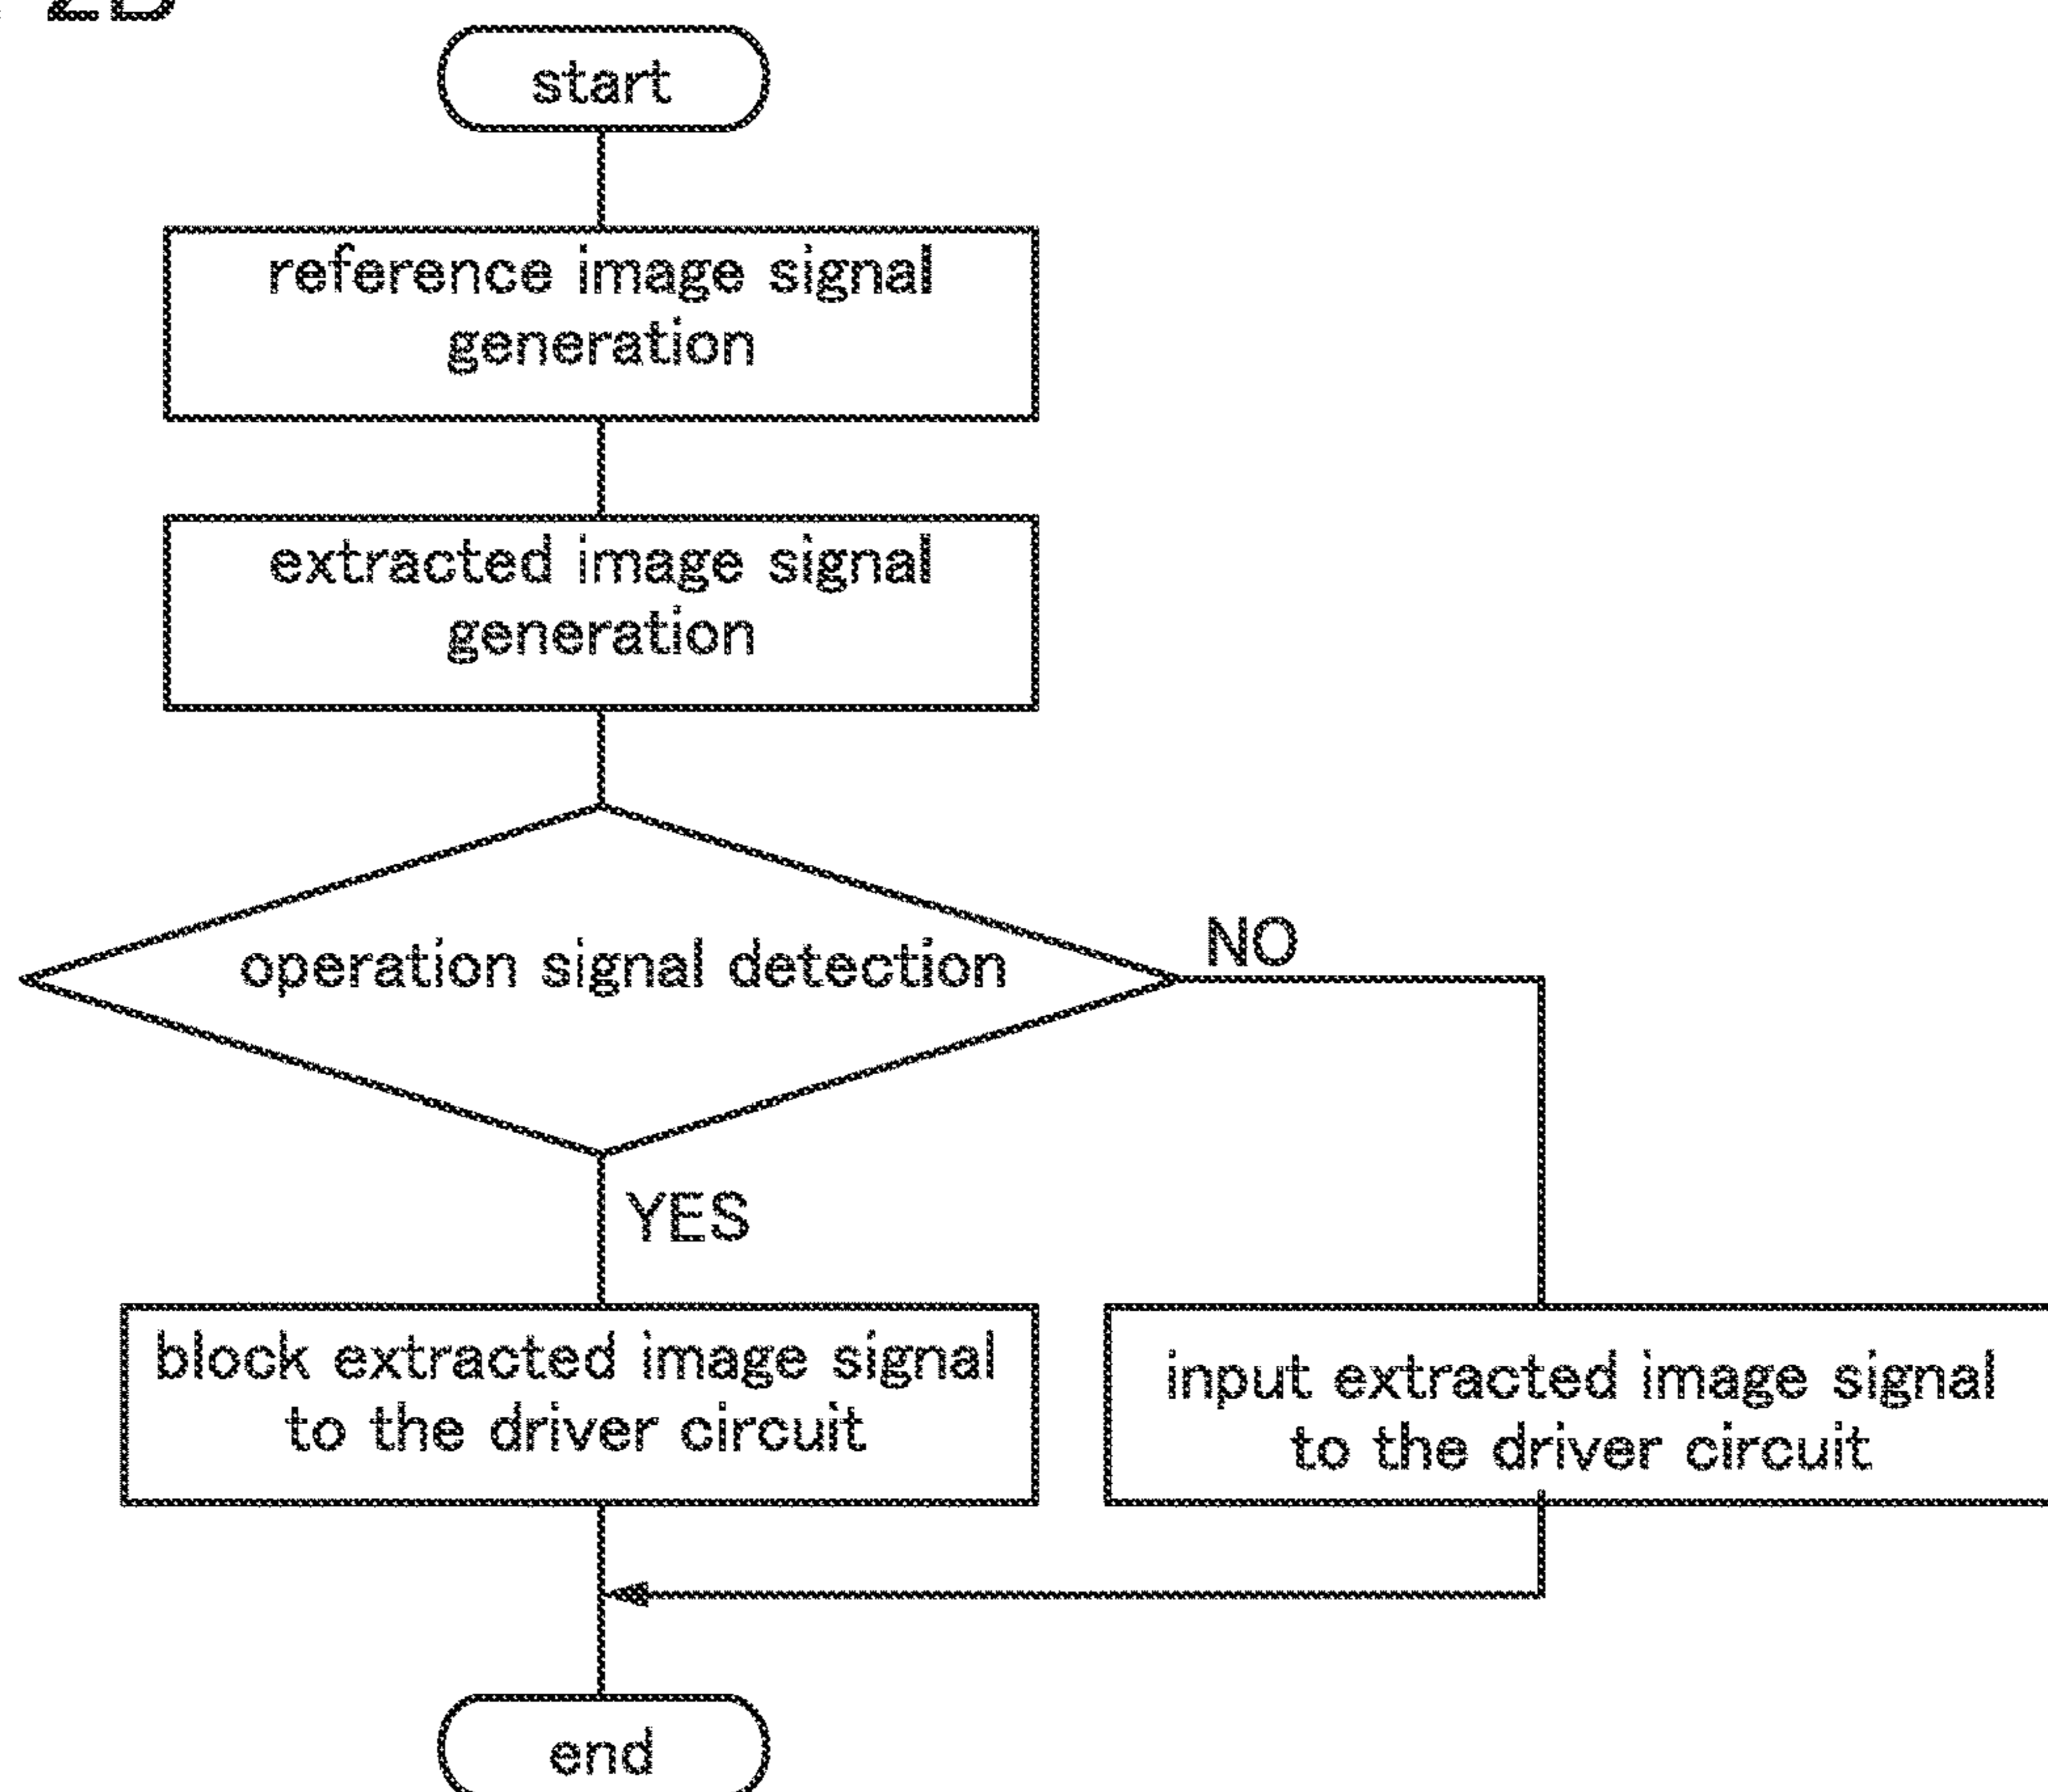 2B
start
reference image signal
generation
extracted image signal
generation
operation signal detection
NO
YES
block extracted image signal
to the driver circuit
input extracted image signal
to the driver circuit
end